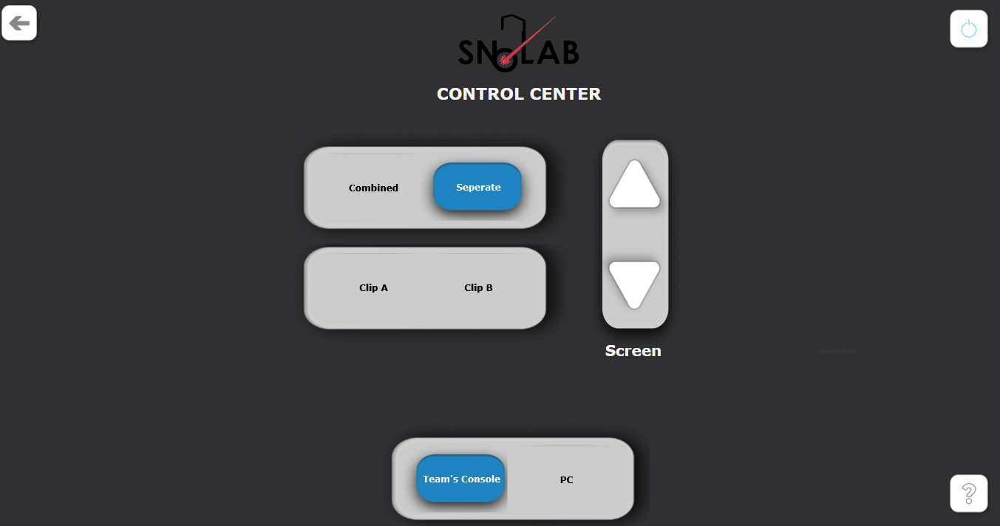 SNOLAB
CONTROL CENTER
Combined
Seperate
Clip A
Clip B
Screen
Team's Console
PC
?